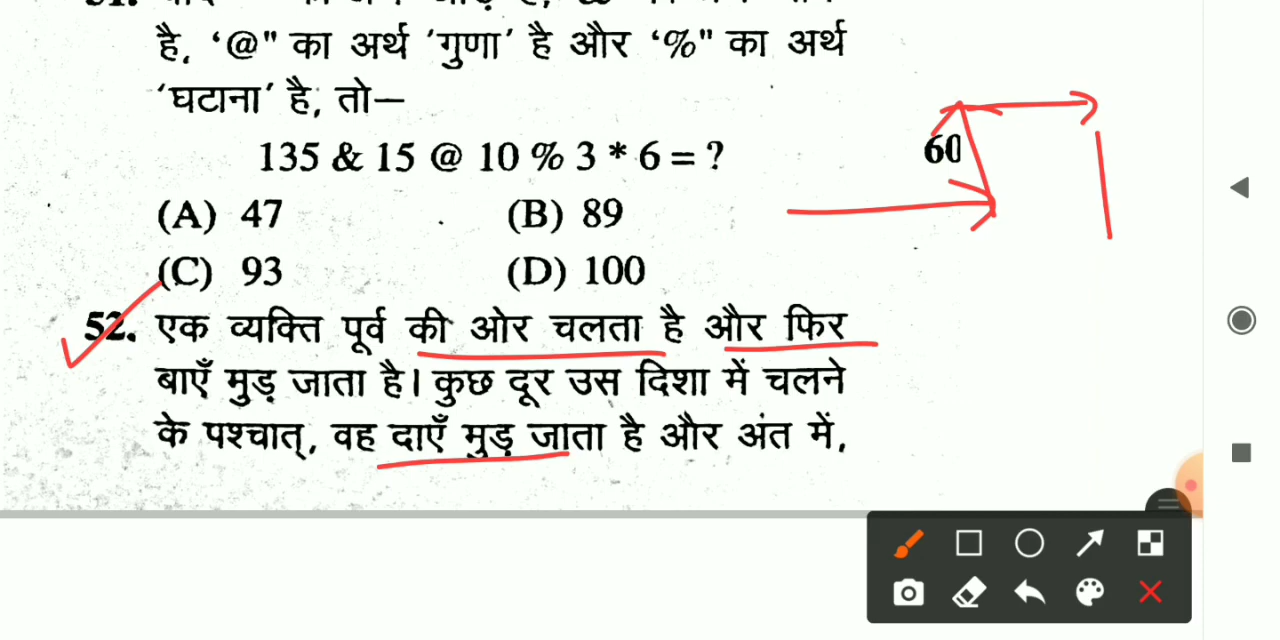 है, ‘@" का अर्थ ‘गुणा’ है और ‘%" का अर्थ
‘घटाना’ है, तो—
135 & 15 @ 10 % 3 * 6 = ?
(A) 47 (B) 89
(C) 93 (D) 100
60
52. एक व्यक्ति पूर्व की ओर चलता है और फिर
बाएँ मुड़ जाता है। कुछ दूर उस दिशा में चलने
के पश्चात्, वह दाएँ मुड़ जाता है और अंत में,